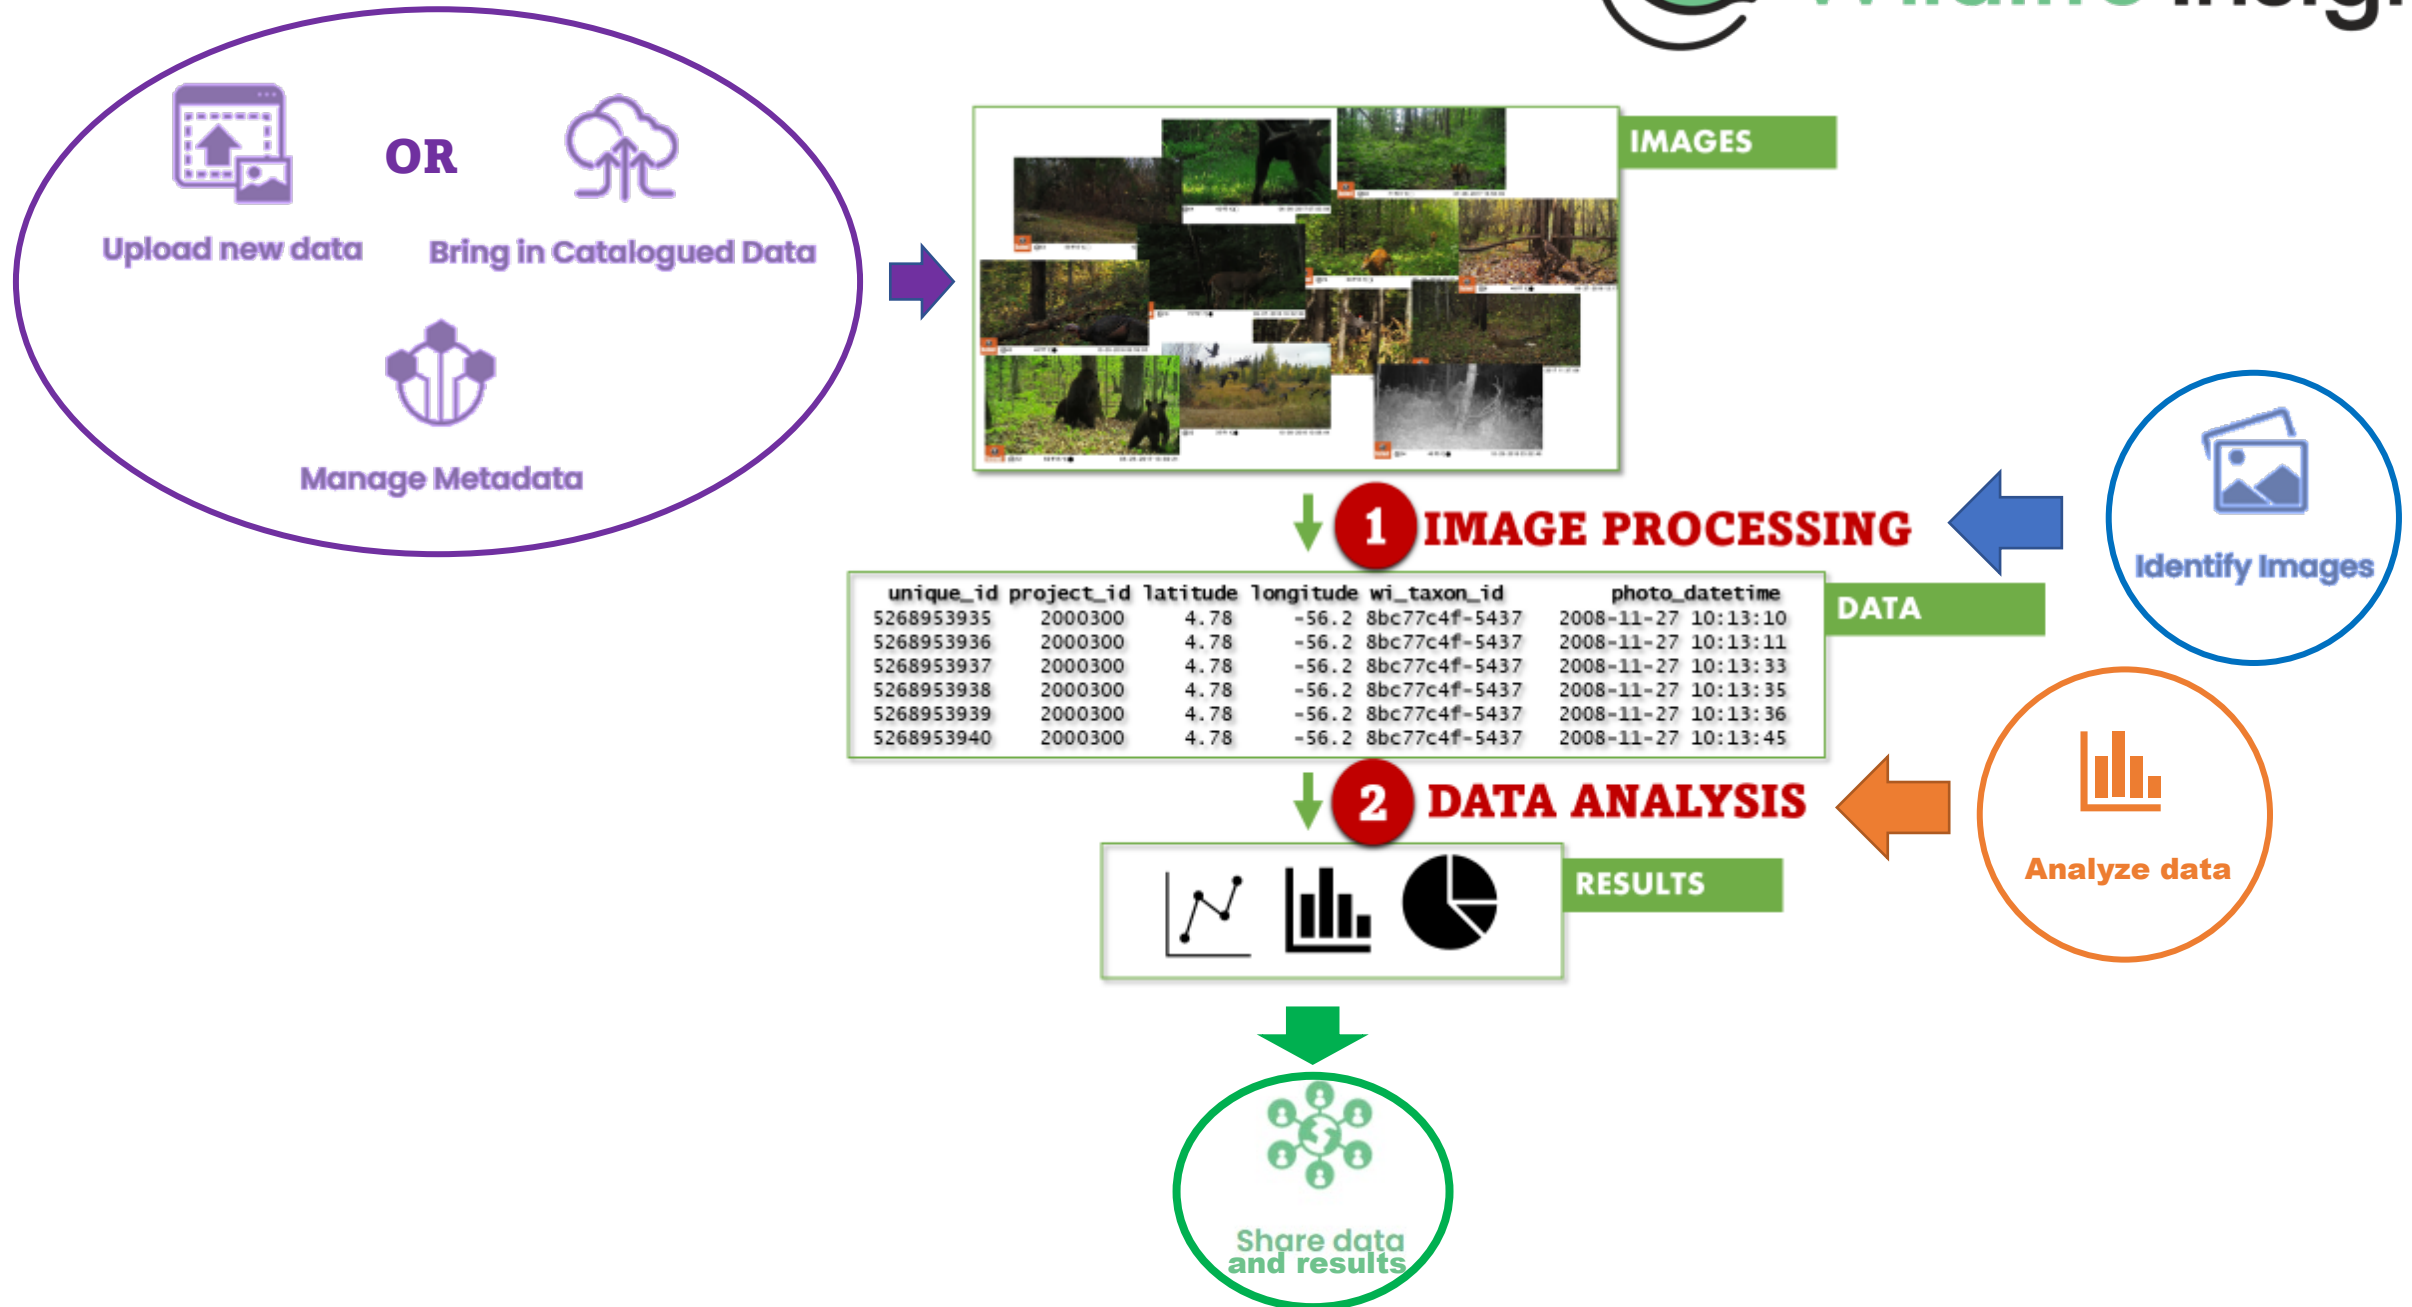 OR
Upload new data
Bring in Catalogued Data
Manage Metadata
IMAGES
1 IMAGE PROCESSING
Identify Images
unique_id project_id latitude longitude wi_taxon_id photo_datetime
5268953935 2000300 4.78 -56.2 8bc77c4f-5437 2008-11-27 10:13:10
5268953936 2000300 4.78 -56.2 8bc77c4f-5437 2008-11-27 10:13:11
5268953937 2000300 4.78 -56.2 8bc77c4f-5437 2008-11-27 10:13:33
5268953938 2000300 4.78 -56.2 8bc77c4f-5437 2008-11-27 10:13:35
5268953939 2000300 4.78 -56.2 8bc77c4f-5437 2008-11-27 10:13:36
5268953940 2000300 4.78 -56.2 8bc77c4f-5437 2008-11-27 10:13:45
DATA
2 DATA ANALYSIS
Analyze data
RESULTS
Share data
and results